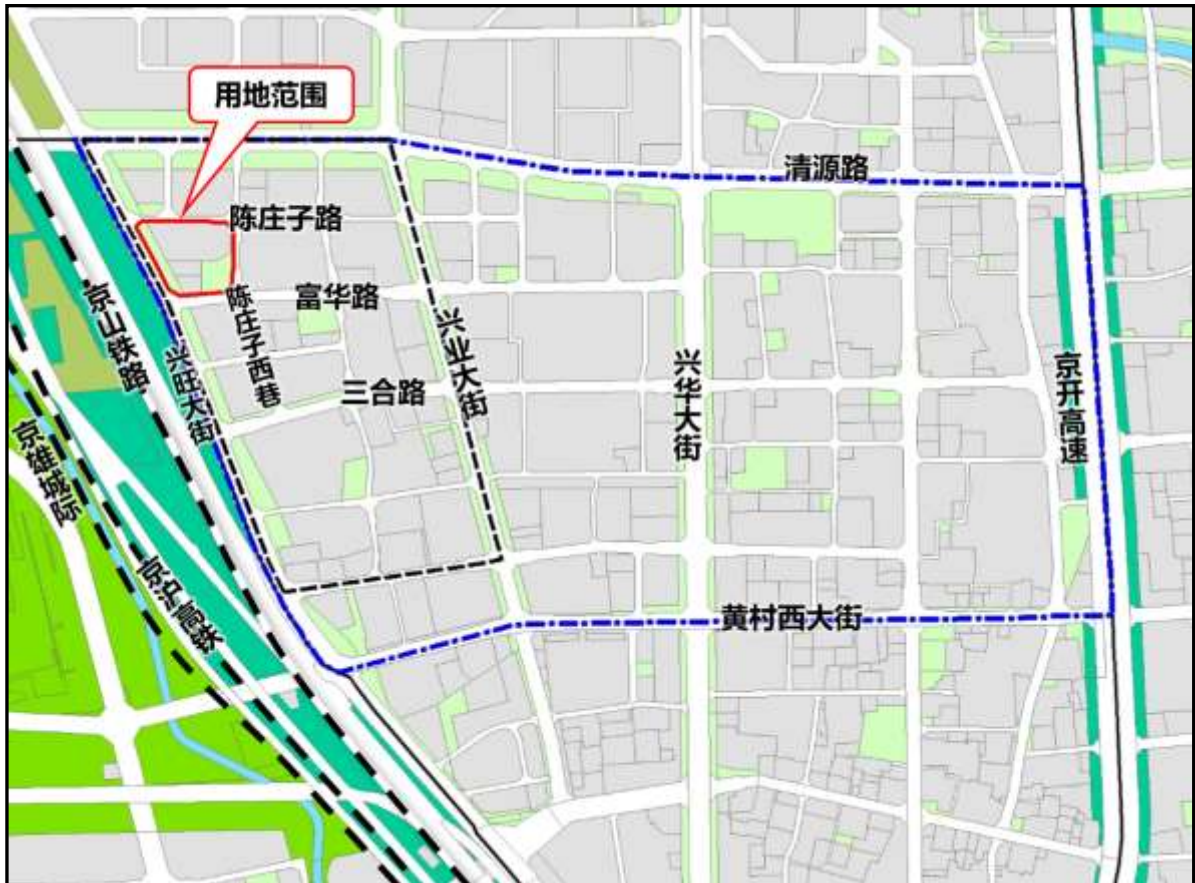 用地范围
清源路
陈庄子路
富华路
陈庄子西巷
京山铁路
兴旺大街
兴业大街
三合路
兴华大街
京开高速
京雄城际
京沪高铁
黄村西大街